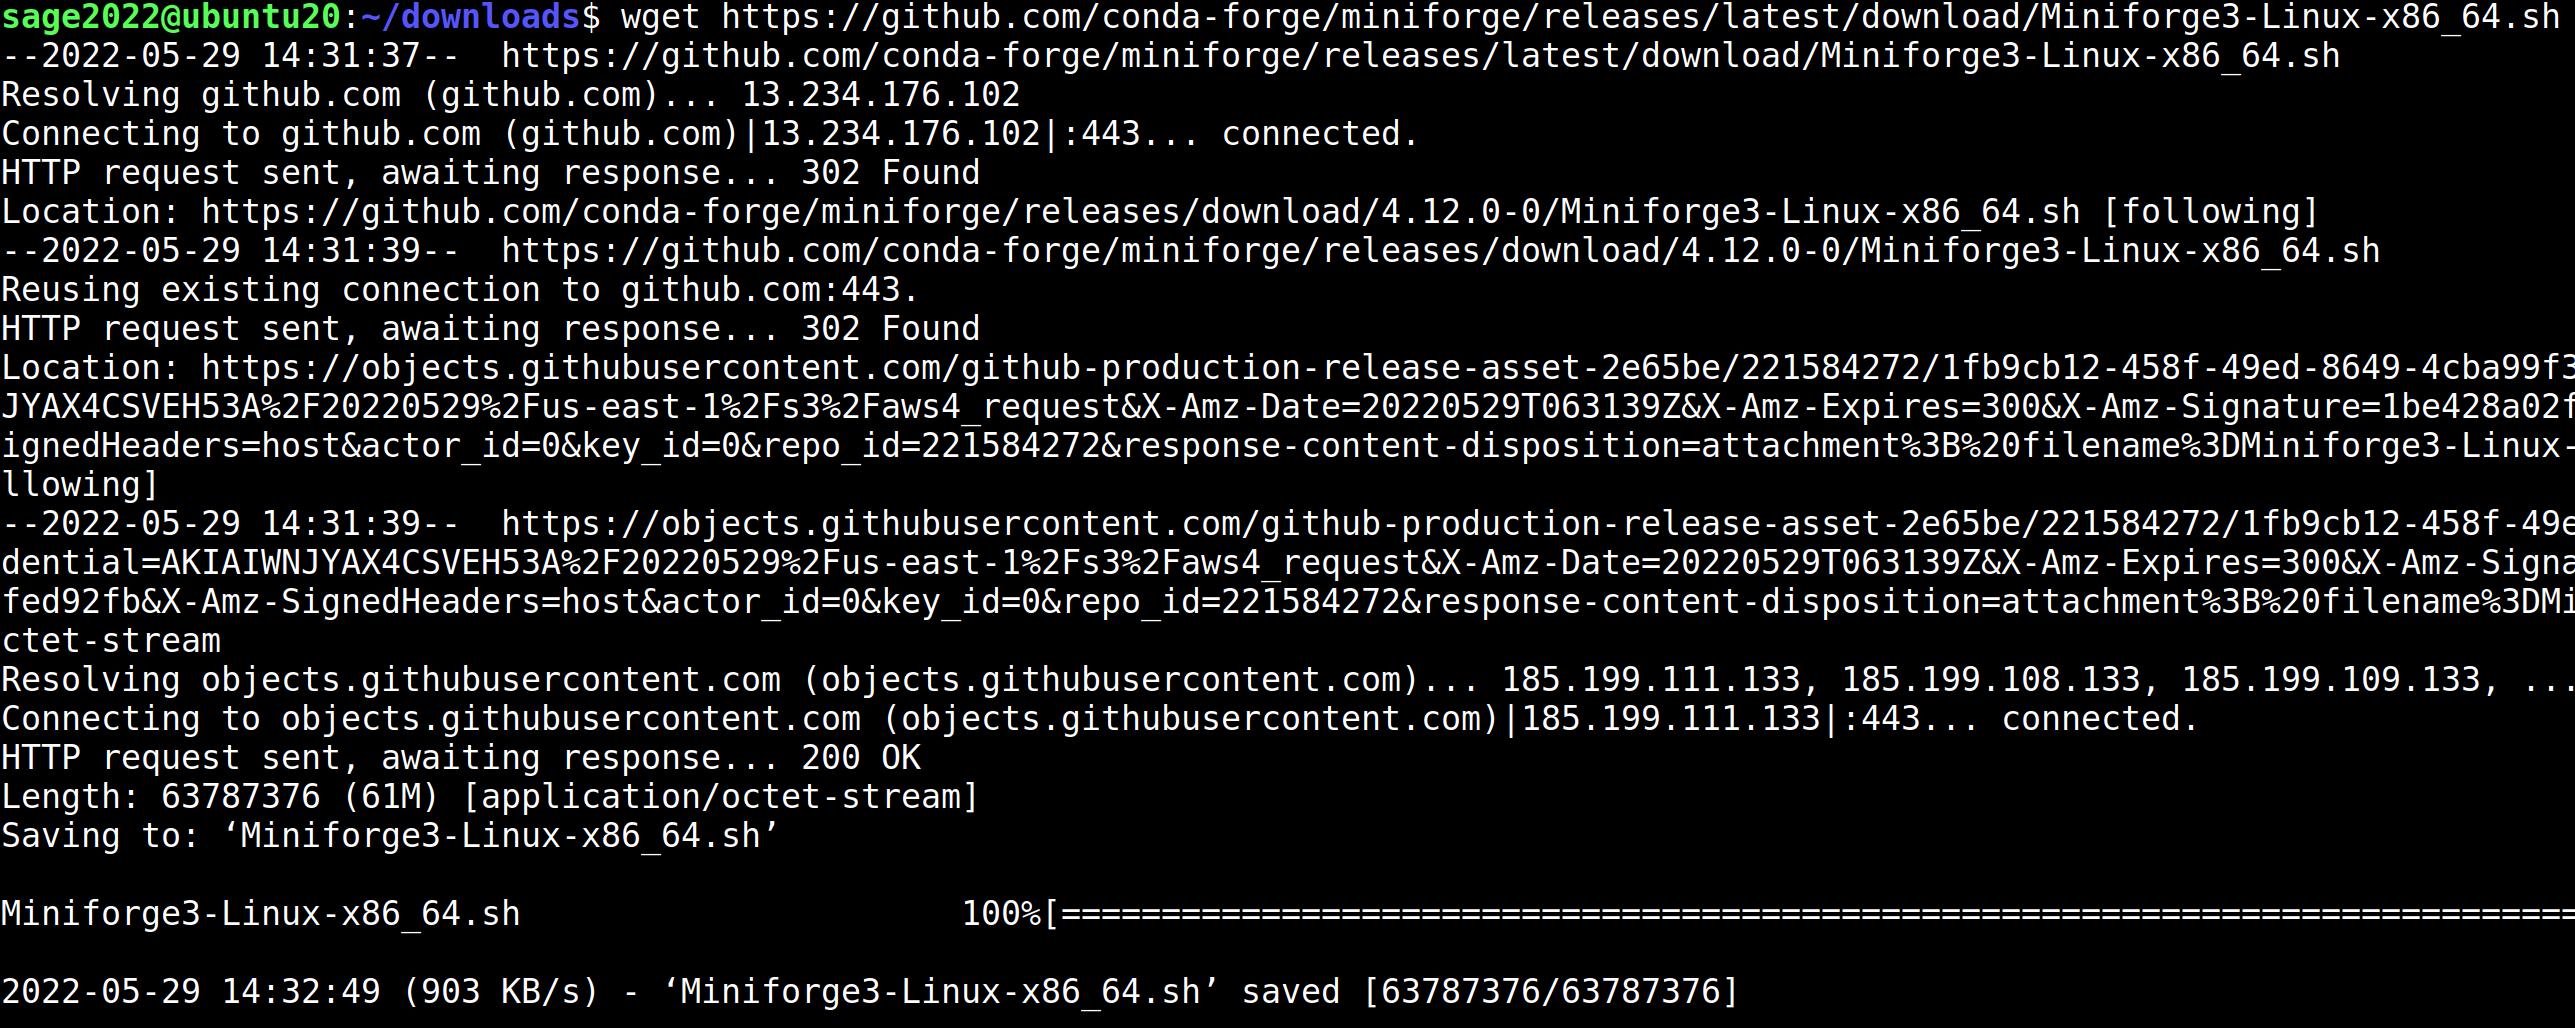 sage2022@ubuntu20:~/downloads$ wget https://github.com/conda-forge/miniforge/releases/latest/download/Miniforge3-Linux-x86_64.sh
--2022-05-29 14:31:37--  https://github.com/conda-forge/miniforge/releases/latest/download/Miniforge3-Linux-x86_64.sh
Resolving github.com (github.com)... 13.234.176.102
Connecting to github.com (github.com)|13.234.176.102|:443... connected.
HTTP request sent, awaiting response... 302 Found
Location: https://github.com/conda-forge/miniforge/releases/download/4.12.0-0/Miniforge3-Linux-x86_64.sh [following]
--2022-05-29 14:31:39--  https://github.com/conda-forge/miniforge/releases/download/4.12.0-0/Miniforge3-Linux-x86_64.sh
Reusing existing connection to github.com:443.
HTTP request sent, awaiting response... 302 Found
Location: https://objects.githubusercontent.com/github-production-release-asset-2e65be/221584272/1fb9cb12-458f-49ed-8649-4cba99f3
JYAX4CSVEH53A%2F20220529%2Fus-east-1%2Fs3%2Faws4_request&X-Amz-Date=20220529T063139Z&X-Amz-Expires=300&X-Amz-Signature=1be428a02f
ignedHeaders=host&actor_id=0&key_id=0&repo_id=221584272&response-content-disposition=attachment%3B%20filename%3DMiniforge3-Linux-
llowing]
--2022-05-29 14:31:39--  https://objects.githubusercontent.com/github-production-release-asset-2e65be/221584272/1fb9cb12-458f-49e
dential=AKIAIWNJYAX4CSVEH53A%2F20220529%2Fus-east-1%2Fs3%2Faws4_request&X-Amz-Date=20220529T063139Z&X-Amz-Expires=300&X-Amz-Signa
fed92fb&X-Amz-SignedHeaders=host&actor_id=0&key_id=0&repo_id=221584272&response-content-disposition=attachment%3B%20filename%3DMi
ctet-stream
Resolving objects.githubusercontent.com (objects.githubusercontent.com)... 185.199.111.133, 185.199.108.133, 185.199.109.133, ...
Connecting to objects.githubusercontent.com (objects.githubusercontent.com)|185.199.111.133|:443... connected.
HTTP request sent, awaiting response... 200 OK
Length: 63787376 (61M) [application/octet-stream]
Saving to: ‘Miniforge3-Linux-x86_64.sh’
Miniforge3-Linux-x86_64.sh                      100%[============================================================================
2022-05-29 14:32:49 (903 KB/s) - ‘Miniforge3-Linux-x86_64.sh’ saved [63787376/63787376]